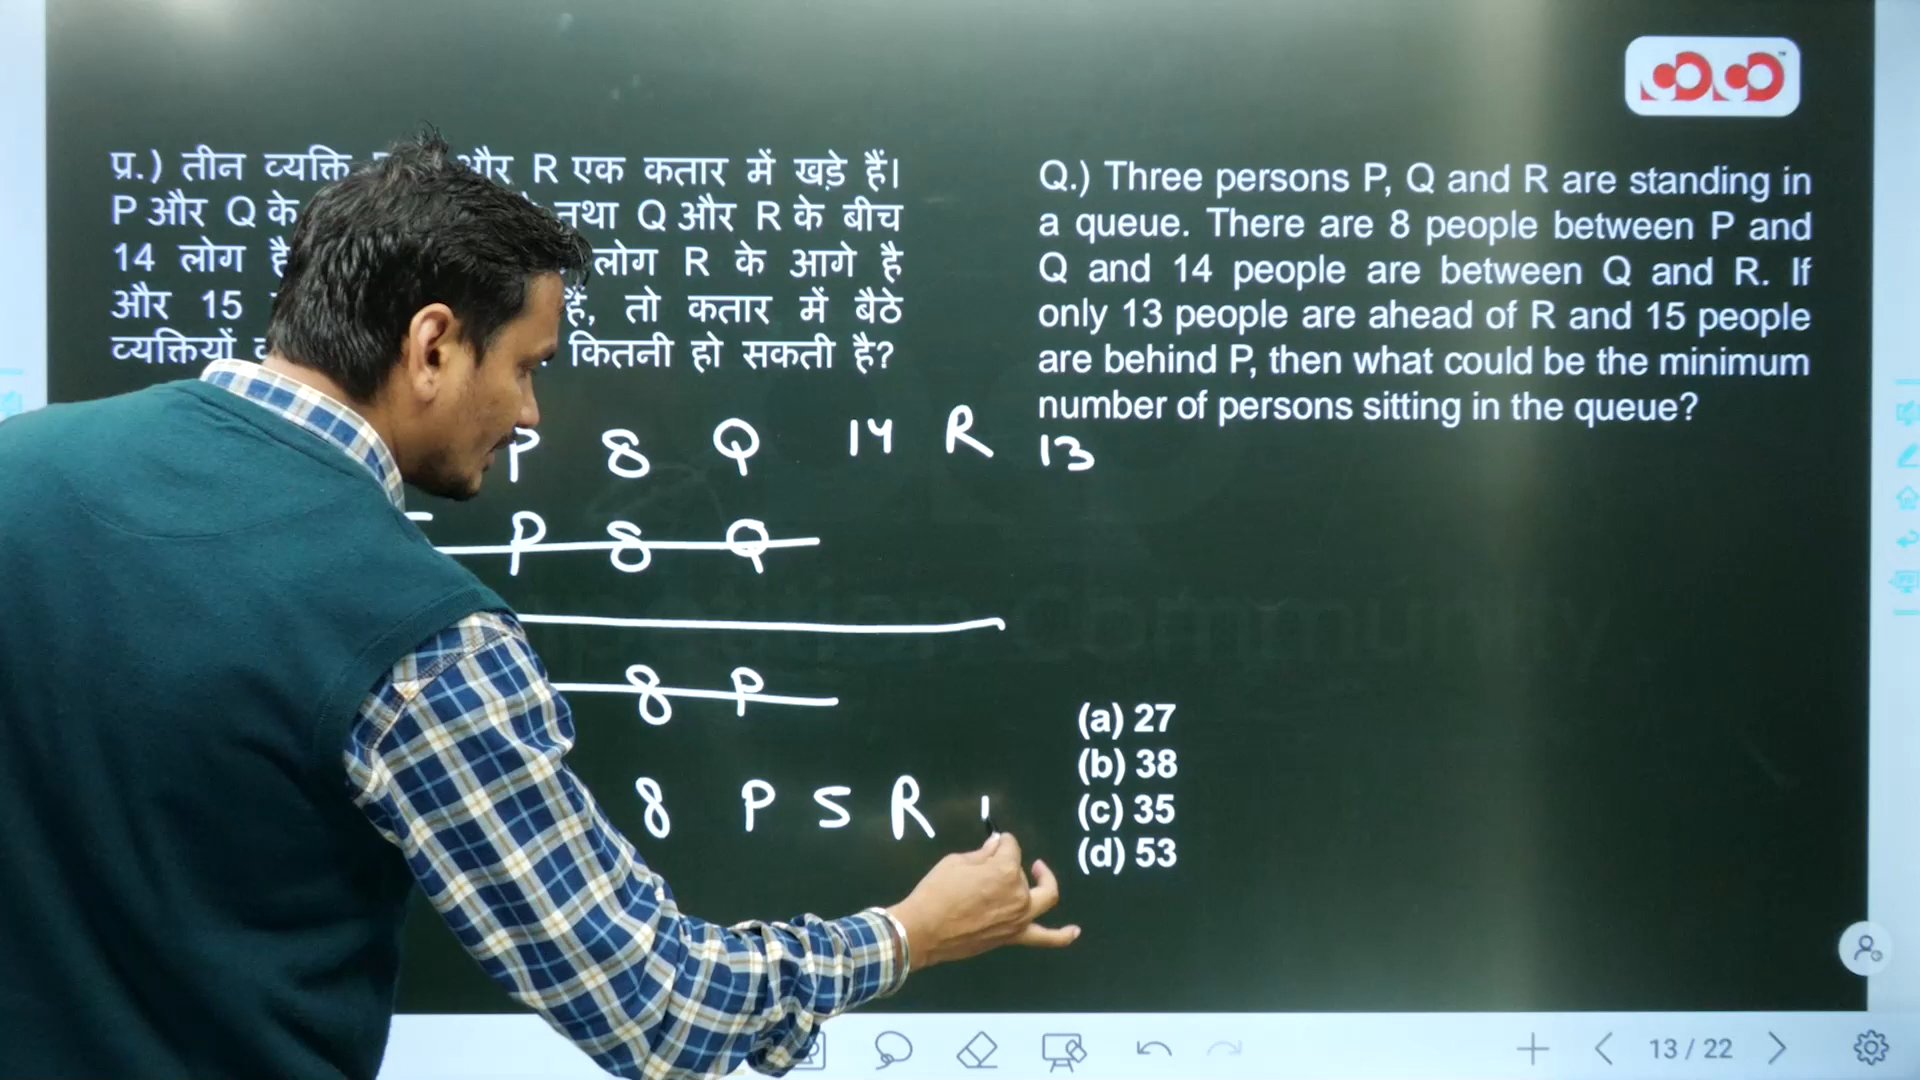 प्र.) तीन व्यक्ति और R एक कतार में खडे़ हैं।
P और Q के तथा Q और R के बीच
14 लोग लोग R के आगे है
और 15 हैं, तो कतार में बैठे
व्यक्तियों कितनी हो सकती है?
Q.) Three persons P, Q and R are standing in
a queue. There are 8 people between P and
Q and 14 people are between Q and R. If
only 13 people are ahead of R and 15 people
are behind P, then what could be the minimum
number of persons sitting in the queue?
P 8 Q 14 R 13
P 8 Q
8 P
8 P 5 R
(a) 27
(b) 38
(c) 35
(d) 53
13 / 22